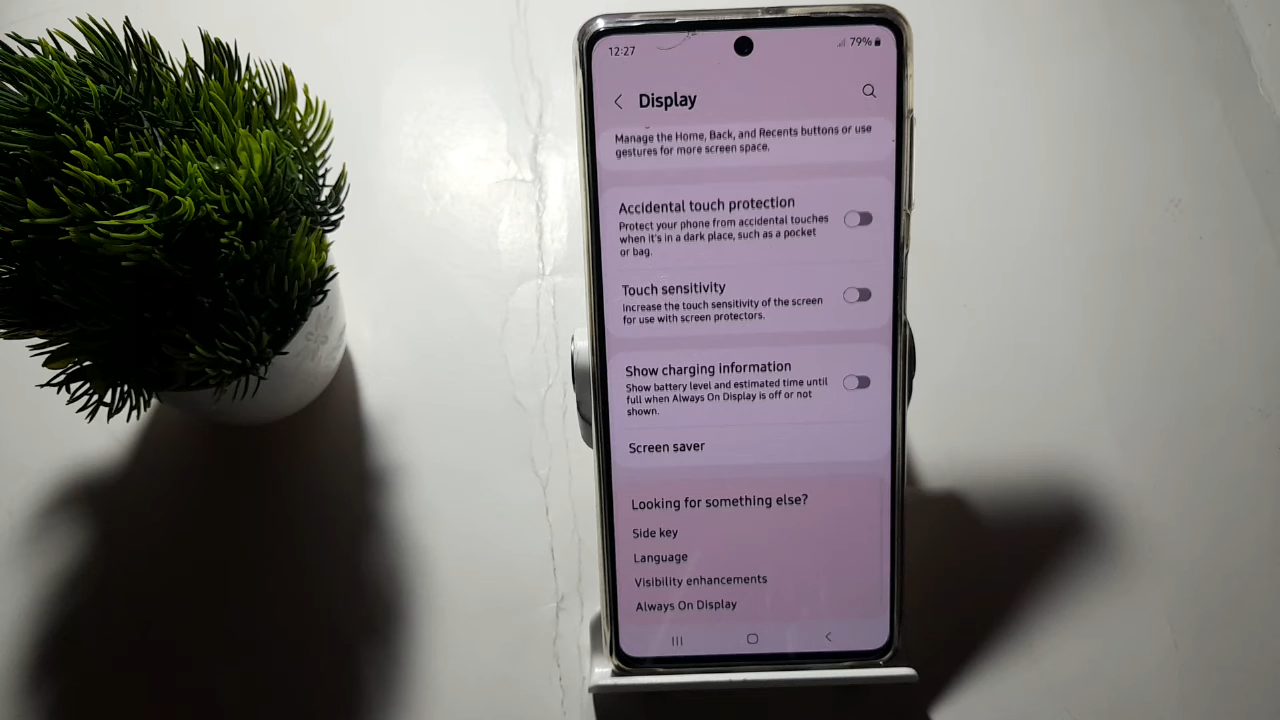 12:27
79%
Display
Manage the Home, Back, and Recents buttons or use
gestures for more screen space.
Accidental touch protection
Protect your phone from accidental touches
when it's in a dark place, such as a pocket
or bag.
Touch sensitivity
Increase the touch sensitivity of the screen
for use with screen protectors.
Show charging information
Show battery level and estimated time until
full when Always On Display is off or not
shown.
Screen saver
Looking for something else?
Side key
Language
Visibility enhancements
Always On Display